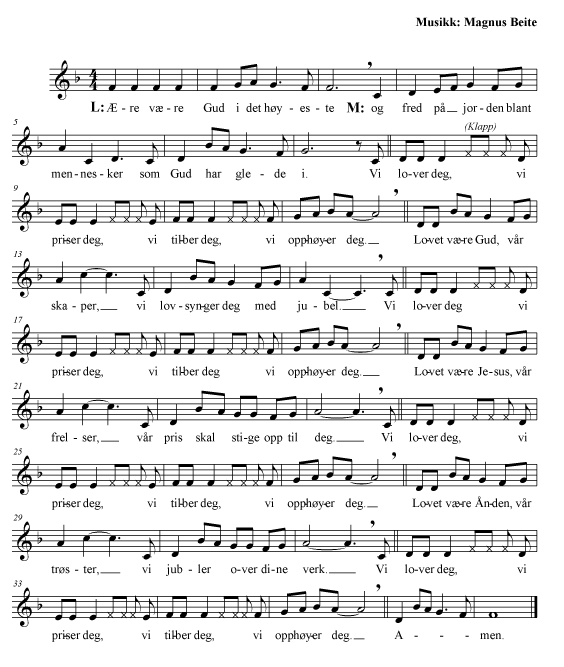 Musikk: Magnus Beite
L: Æ - re væ - re Gud i det høy - es - te M: og fred på jor - den blant
5 (Klapp)
men - nes - ker som Gud har gle - de i. Vi lo - ver deg, vi
9
pri - ser deg, vi til - ber deg, vi opp - høy - er deg. Lo - vet væ - re Gud, vår
13
ska - per, vi lov - syn - ger deg med ju - bel. Vi lo - ver deg vi
17
pri - ser deg, vi til - ber deg vi opp - høy - er deg. Lo - vet væ - re Je - sus, vår
21
frel - ser, vår pris skal sti - ge opp til deg. Vi lo - ver deg, vi
25
pri - ser deg, vi til - ber deg, vi opp - høy - er deg. Lo - vet væ - re Ånden, vår
29
trøs - ter, vi jub - ler o - ver di - ne verk. Vi lo - ver deg, vi
33
pri - ser deg, vi til - ber deg, vi opp - høy - er deg. A - - - men.